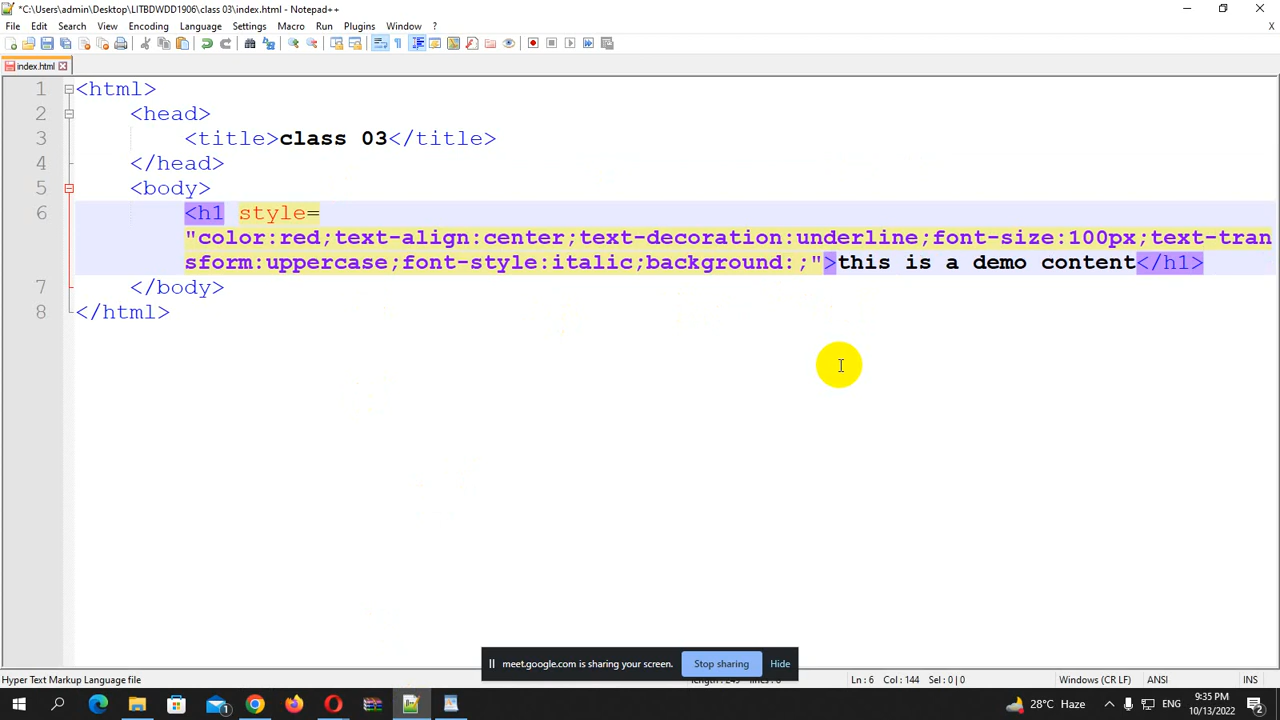 *C:\Users\admin\Desktop\LITBDWDD1906\class 03\index.html - Notepad++
File Edit Search View Encoding Language Settings Macro Run Plugins Window ?
index.html
1 <html>
2 <head>
3 <title>class 03</title>
4 </head>
5 <body>
6 <h1 style=
"color:red;text-align:center;text-decoration:underline;font-size:100px;text-tran
sform:uppercase;font-style:italic;background:;">this is a demo content</h1>
7 </body>
8 </html>
meet.google.com is sharing your screen. Stop sharing Hide
Hyper Text Markup Language file Ln : 6 Col : 144 Sel : 0 | 0 Windows (CR LF) ANSI INS
28°C Haze ENG 9:35 PM
10/13/2022